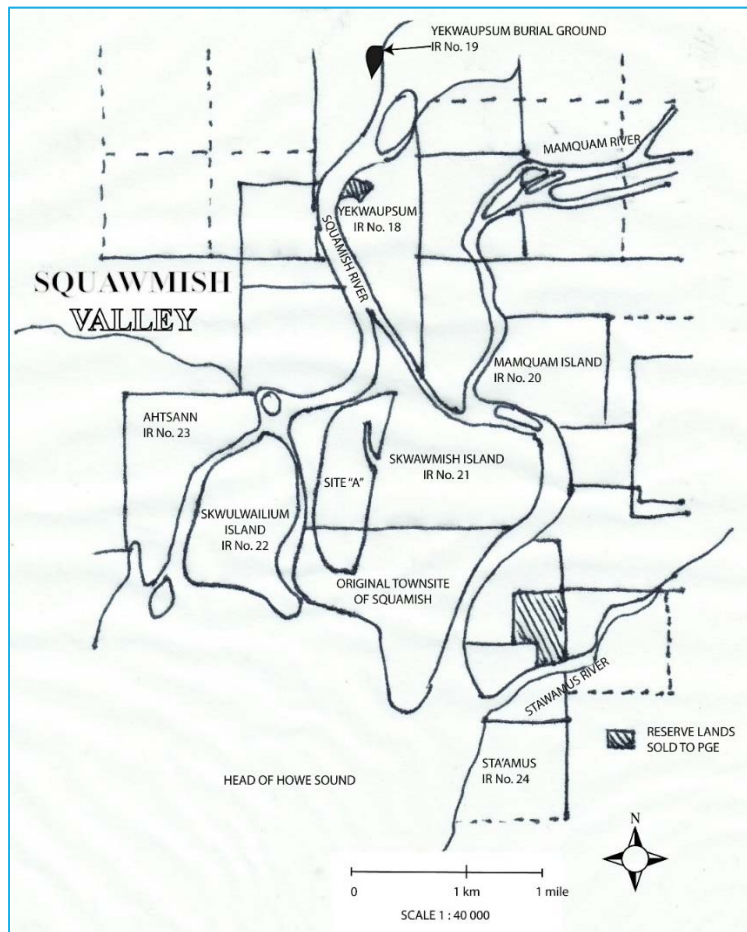 YEKWAUPSUM BURIAL GROUND
IR No. 19
MAMQUAM RIVER
YEKWAUPSUM
IR No. 18
SQUAMISH RIVER
SQUAWMISH
VALLEY
MAMQUAM ISLAND
IR No. 20
AHTSANN
IR No. 23
SKWAWMISH ISLAND
IR No. 21
SITE "A"
SKWULWAILIUM
ISLAND
IR No. 22
ORIGINAL TOWNSITE
OF SQUAMISH
STAWAMUS RIVER
RESERVE LANDS
SOLD TO PGE
STA'AMUS
IR No. 24
HEAD OF HOWE SOUND
N
0 1 km 1 mile
SCALE 1 : 40 000